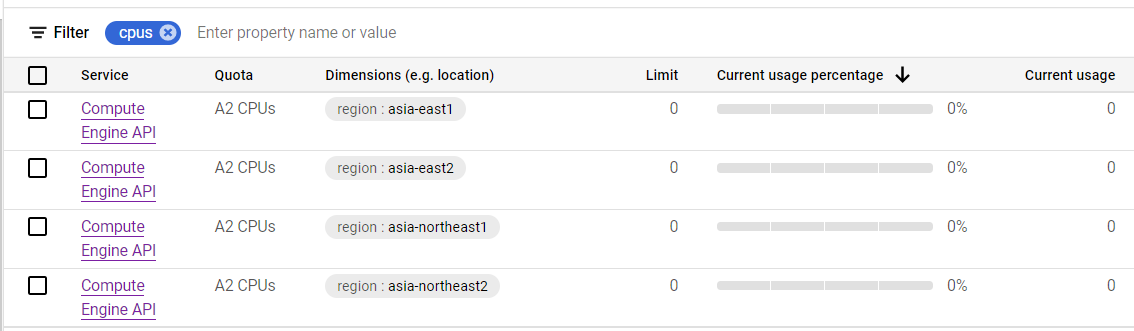 Filter cpus Enter property name or value
Service Quota Dimensions (e.g. location) Limit Current usage percentage Current usage
Compute A2 CPUs region : asia-east1 0 0% 0
Engine API
Compute A2 CPUs region : asia-east2 0 0% 0
Engine API
Compute A2 CPUs region : asia-northeast1 0 0% 0
Engine API
Compute A2 CPUs region : asia-northeast2 0 0% 0
Engine API